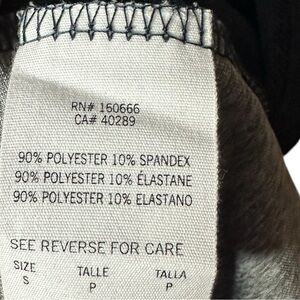 RN# 160666
CA# 40289
90% POLYESTER 10% SPANDEX
90% POLYESTER 10% ÉLASTANE
90% POLYESTER 10% ELASTANO
SEE REVERSE FOR CARE
SIZE TALLE TALLA
S P P